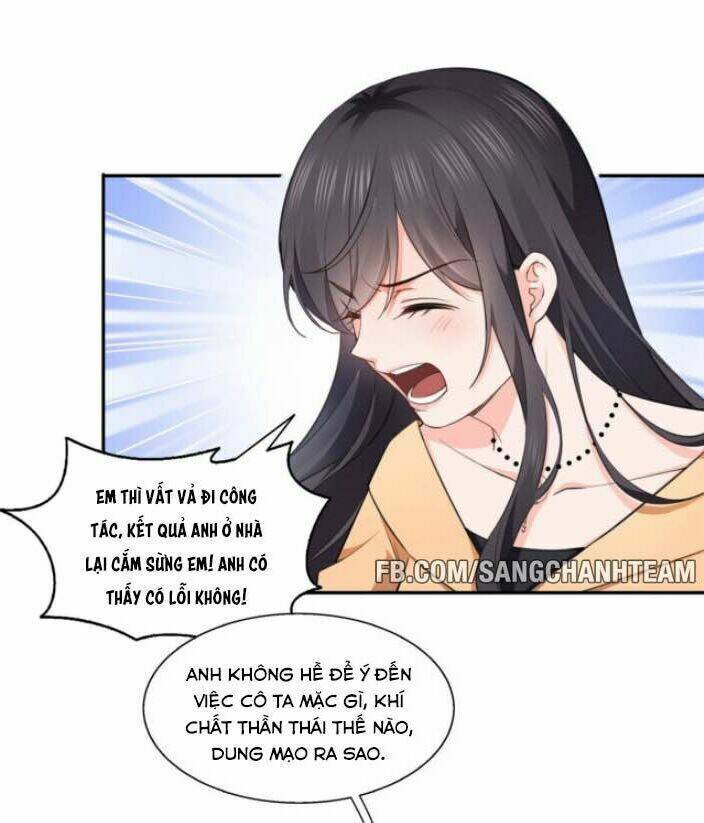 EM THÌ VẤT VẢ ĐI CÔNG
TÁC, KẾT QUẢ ANH Ở NHÀ
LẠI CẮM SỪNG EM! ANH CÓ
THẤY CÓ LỖI KHÔNG!
FB.COM/SANGCHANHTEAM
ANH KHÔNG HỀ ĐỂ Ý ĐẾN
VIỆC CÔ TA MẶC GÌ, KHÍ
CHẤT THẦN THÁI THẾ NÀO,
DUNG MẠO RA SAO.